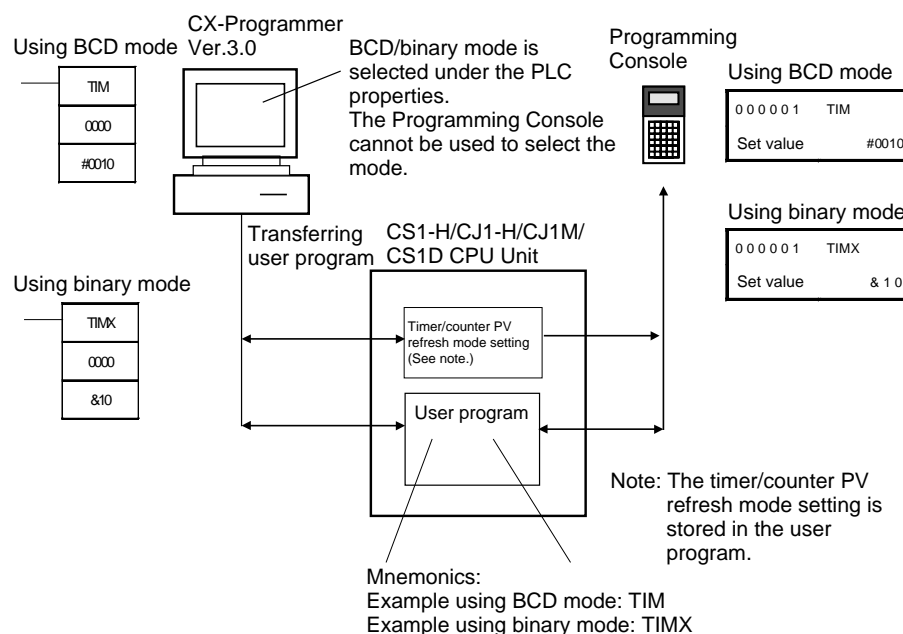 CX-Programmer
Ver.3.0
Using BCD mode
TIM
0000
#0010
BCD/binary mode is
selected under the PLC
properties.
The Programming Console
cannot be used to select the
mode.
Programming
Console
Using BCD mode
000001 TIM
Set value #0010
Using binary mode
000001 TIMX
Set value &10
Transferring
user program
CS1-H/CJ1-H/CJ1M/
CS1D CPU Unit
Using binary mode
TIMX
0000
&10
Timer/counter PV
refresh mode setting
(See note.)
User program
Note: The timer/counter PV
refresh mode setting is
stored in the user
program.
Mnemonics:
Example using BCD mode: TIM
Example using binary mode: TIMX